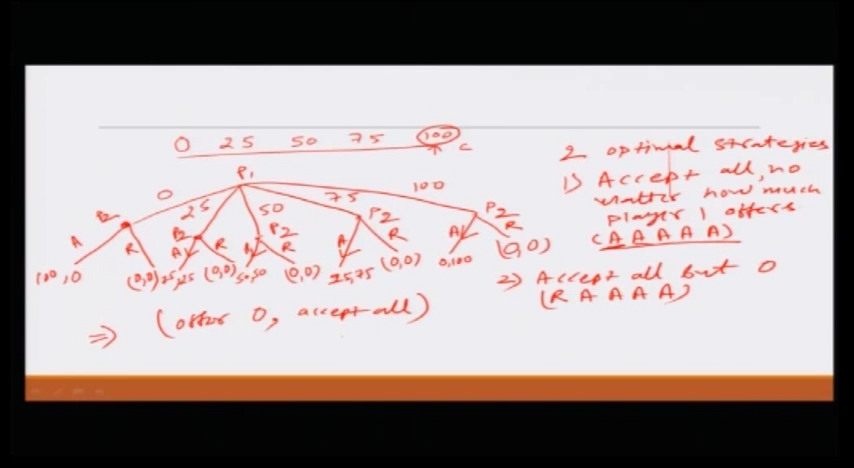 0 25 50 75 100
C
P1
0 25 50 75 100
P2 P2 P2 P2 P2
A R A R A R A R A R
100,0 (0,0) 75,25 (0,0) 50,50 (0,0) 25,75 (0,0) 0,100 (0,0)
⇒ (offer 0, accept all)
2 optimal strategies
1) Accept all, no
matter how much
player 1 offers
(A A A A A)
2) Accept all but 0
(R A A A A)